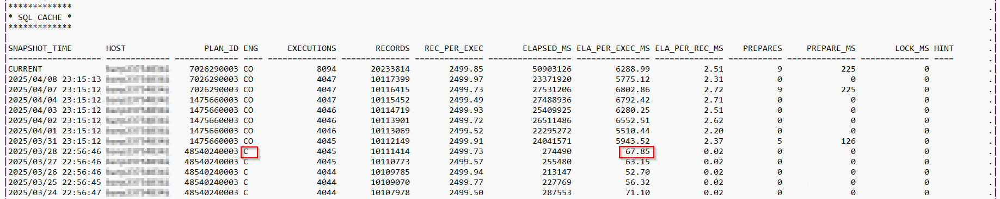 *************
* SQL CACHE *
*************
SNAPSHOT_TIME HOST PLAN_ID ENG EXECUTIONS RECORDS REC_PER_EXEC ELAPSED_MS ELA_PER_EXEC_MS ELA_PER_REC_MS PREPARES PREPARE_MS LOCK_MS HINT
=================== ============= ============= ==== ============== ============== ============== ================= =============== ============== =========== ============== ============== ====
CURRENT 7026290003 CO 8094 20233814 2499.85 50903126 6288.99 2.51 9 225 0
2025/04/08 23:15:13 7026290003 CO 4047 10117399 2499.97 23371920 5775.12 2.31 0 0 0
2025/04/07 23:15:12 7026290003 CO 4047 10116415 2499.73 27531206 6802.86 2.72 9 225 0
2025/04/04 23:15:12 1475660003 CO 4047 10115452 2499.49 27488936 6792.42 2.71 0 0 0
2025/04/03 23:15:12 1475660003 CO 4046 10114719 2499.93 25409925 6280.25 2.51 0 0 0
2025/04/02 23:15:12 1475660003 CO 4046 10113901 2499.72 26511486 6552.51 2.62 0 0 0
2025/04/01 23:15:12 1475660003 CO 4046 10113069 2499.52 22295272 5510.44 2.20 0 0 0
2025/03/31 23:15:12 1475660003 CO 4045 10112149 2499.91 24041571 5943.52 2.37 5 126 0
2025/03/28 22:56:46 48540240003 C 4045 10111414 2499.73 274490 67.85 0.02 0 0 0
2025/03/27 22:56:46 48540240003 C 4045 10110773 2499.57 255480 63.15 0.02 0 0 0
2025/03/26 22:56:46 48540240003 C 4044 10109785 2499.94 213147 52.70 0.02 0 0 0
2025/03/25 22:56:45 48540240003 C 4044 10109070 2499.77 227769 56.32 0.02 0 0 0
2025/03/24 22:56:47 48540240003 C 4044 10107978 2499.50 287553 71.10 0.02 0 0 0